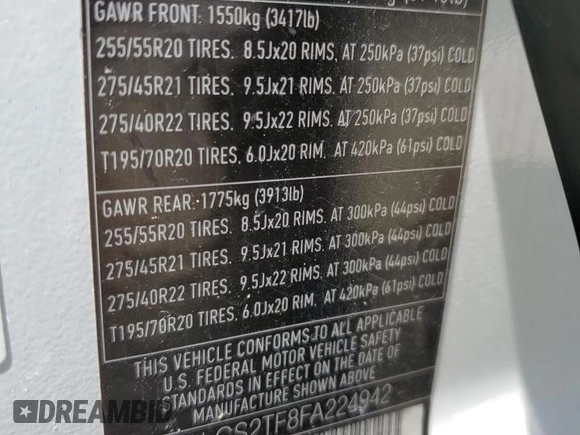 GAWR FRONT: 1550kg (3417lb)
255/55R20 TIRES. 8.5Jx20 RIMS, AT 250kPa (37psi) COLD
275/45R21 TIRES. 9.5Jx21 RIMS, AT 250kPa (37psi) COLD
275/40R22 TIRES. 9.5Jx22 RIMS, AT 250kPa (37psi) COLD
T195/70R20 TIRES, 6.0Jx20 RIM, AT 420kPa (61psi) COLD
GAWR REAR: 1775kg (3913lb)
255/55R20 TIRES. 8.5Jx20 RIMS. AT 300kPa (44psi) COLD
275/45R21 TIRES. 9.5Jx21 RIMS. AT 300kPa (44psi) COLD
275/40R22 TIRES. 9.5Jx22 RIMS. AT 300kPa (44psi) COLD
T195/70R20 TIRES, 6.0Jx20 RIM, AT 420kPa (61psi) COLD
THIS VEHICLE CONFORMS TO ALL APPLICABLE
U.S. FEDERAL MOTOR VEHICLE SAFETY
STANDARDS IN EFFECT ON THE DATE OF
MANUFACTURE SHOWN ABOVE
GS2TF8FA224942
DEALER HISTORY